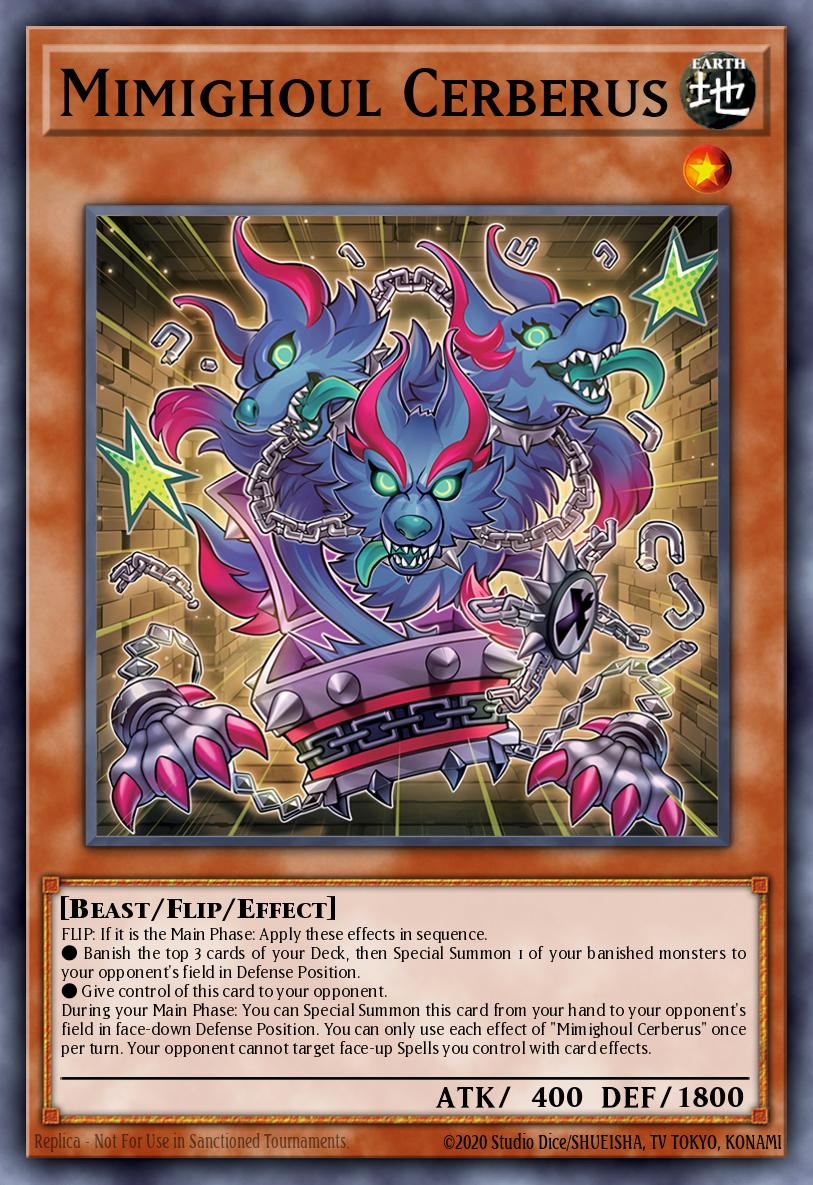 Mimighoul Cerberus
EARTH
地
[Beast/Flip/Effect]
FLIP: If it is the Main Phase: Apply these effects in sequence.
● Banish the top 3 cards of your Deck, then Special Summon 1 of your banished monsters to
your opponent's field in Defense Position.
● Give control of this card to your opponent.
During your Main Phase: You can Special Summon this card from your hand to your opponent's
field in face-down Defense Position. You can only use each effect of "Mimighoul Cerberus" once
per turn. Your opponent cannot target face-up Spells you control with card effects.
ATK/ 400 DEF/1800
Replica - Not For Use in Sanctioned Tournaments.
©2020 Studio Dice/SHUEISHA, TV TOKYO, KONAMI